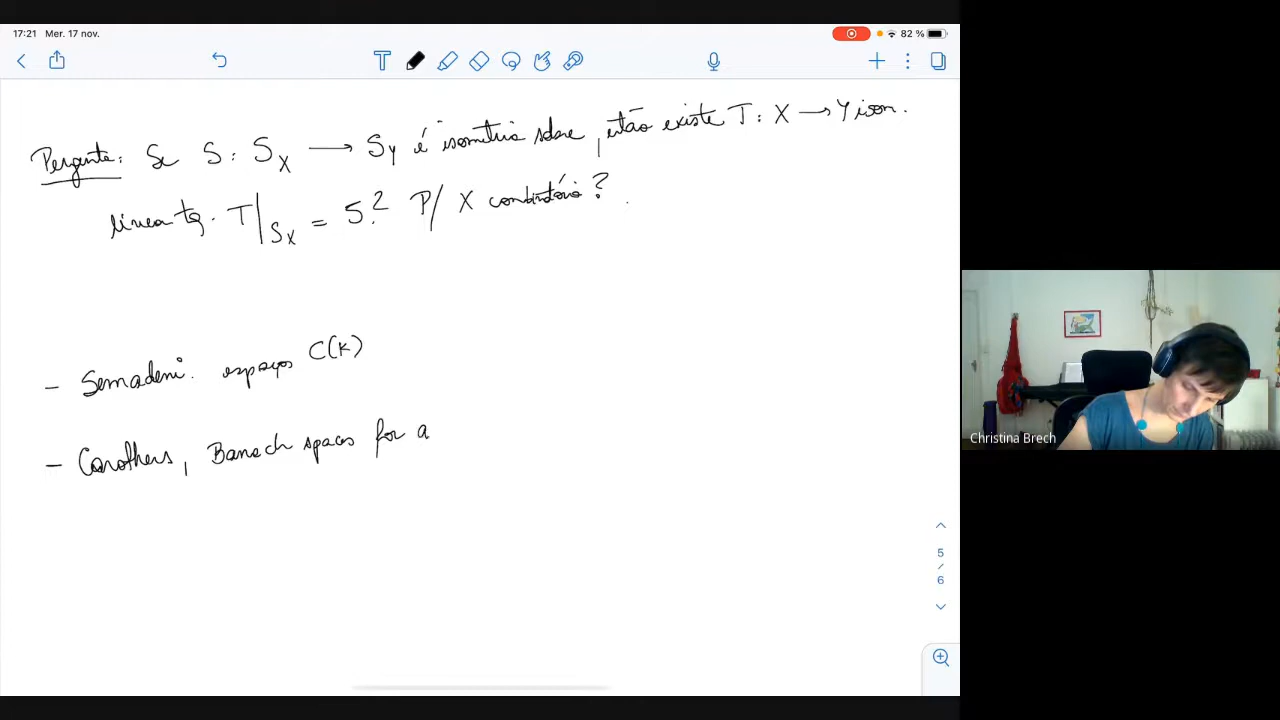 17:21 Mer. 17 nov.
82 %
Pergunta: Se S: S_X → S_Y é isometria sobre, então existe T: X → Y isom.
linear tq. T|_{S_X} = S? P/ X combinatório?
- Semadeni: espaços C(K)
- Carothers, Banach spaces for a
Christina Brech
5
/
6